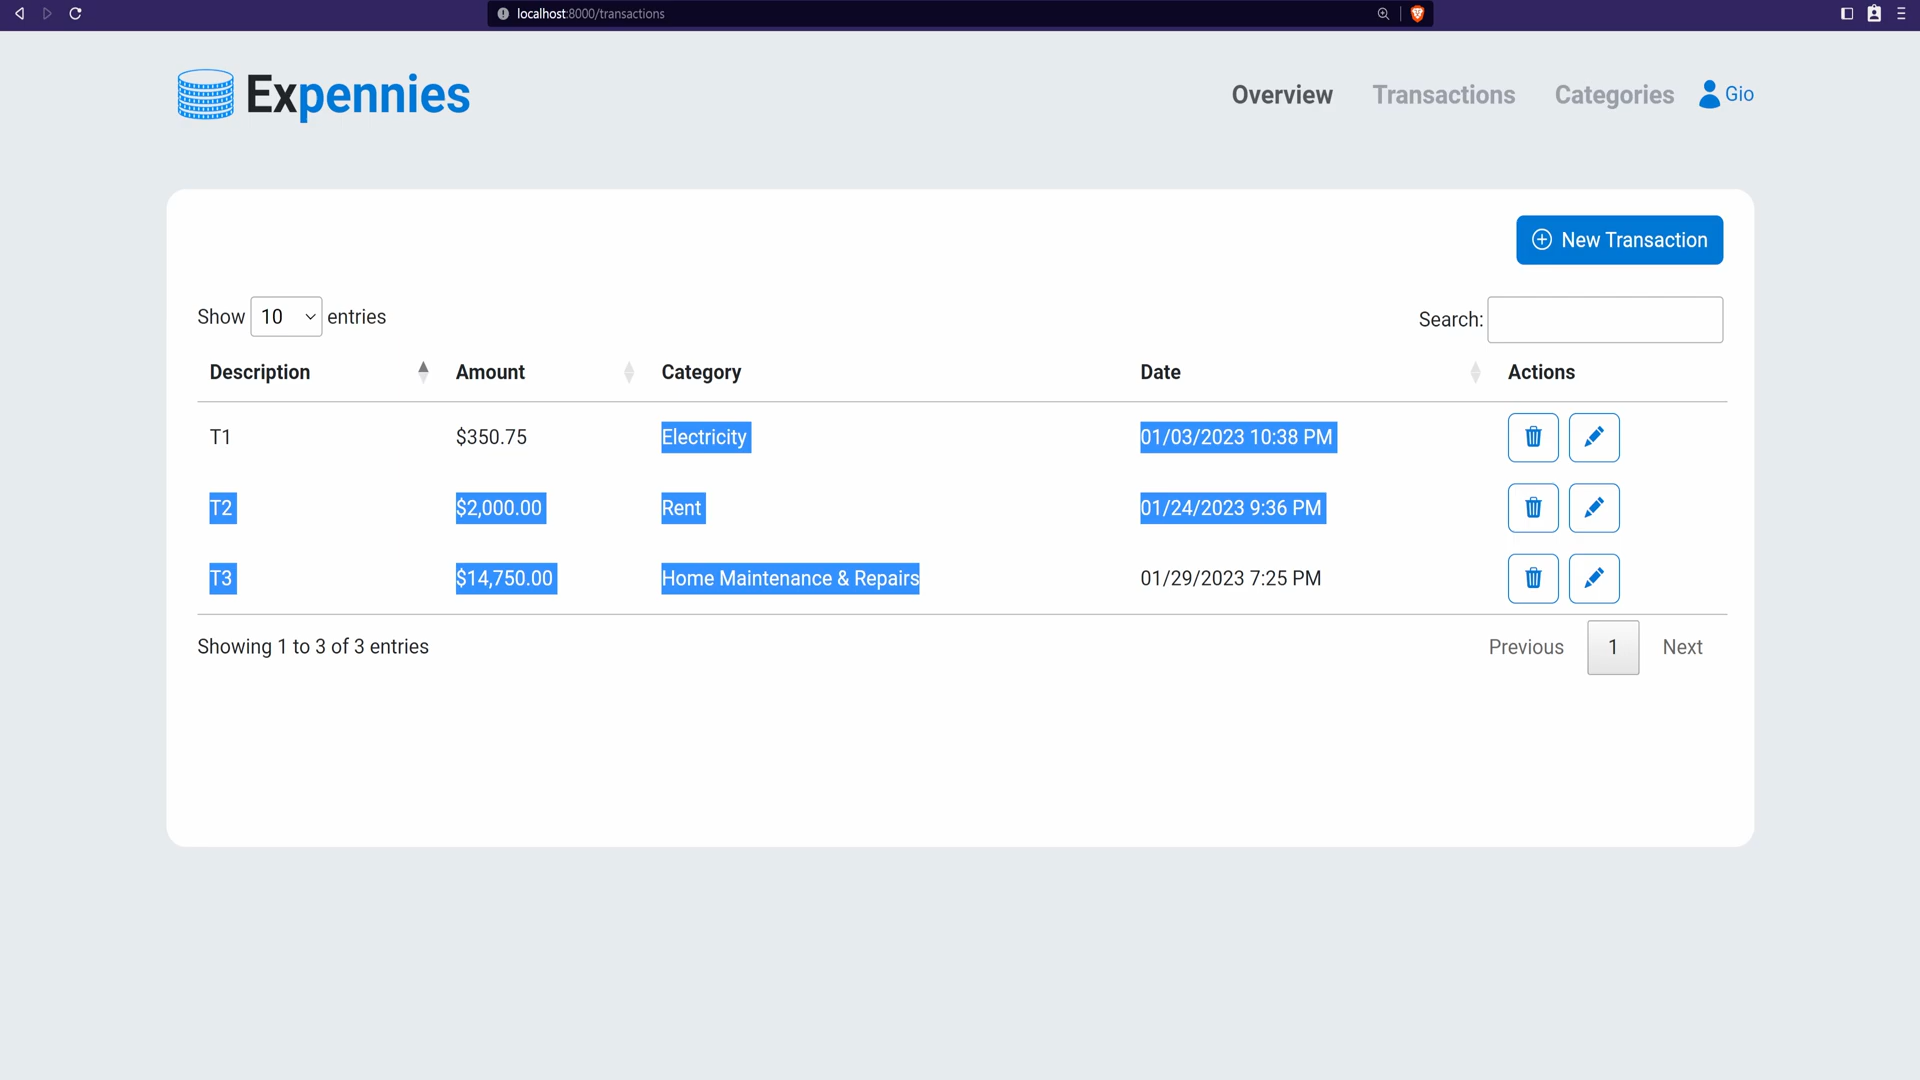 localhost:8000/transactions
Expennies
Overview Transactions Categories Gio
New Transaction
Show 10 entries Search:
Description Amount Category Date Actions
T1 $350.75 Electricity 01/03/2023 10:38 PM
T2 $2,000.00 Rent 01/24/2023 9:36 PM
T3 $14,750.00 Home Maintenance & Repairs 01/29/2023 7:25 PM
Showing 1 to 3 of 3 entries Previous 1 Next